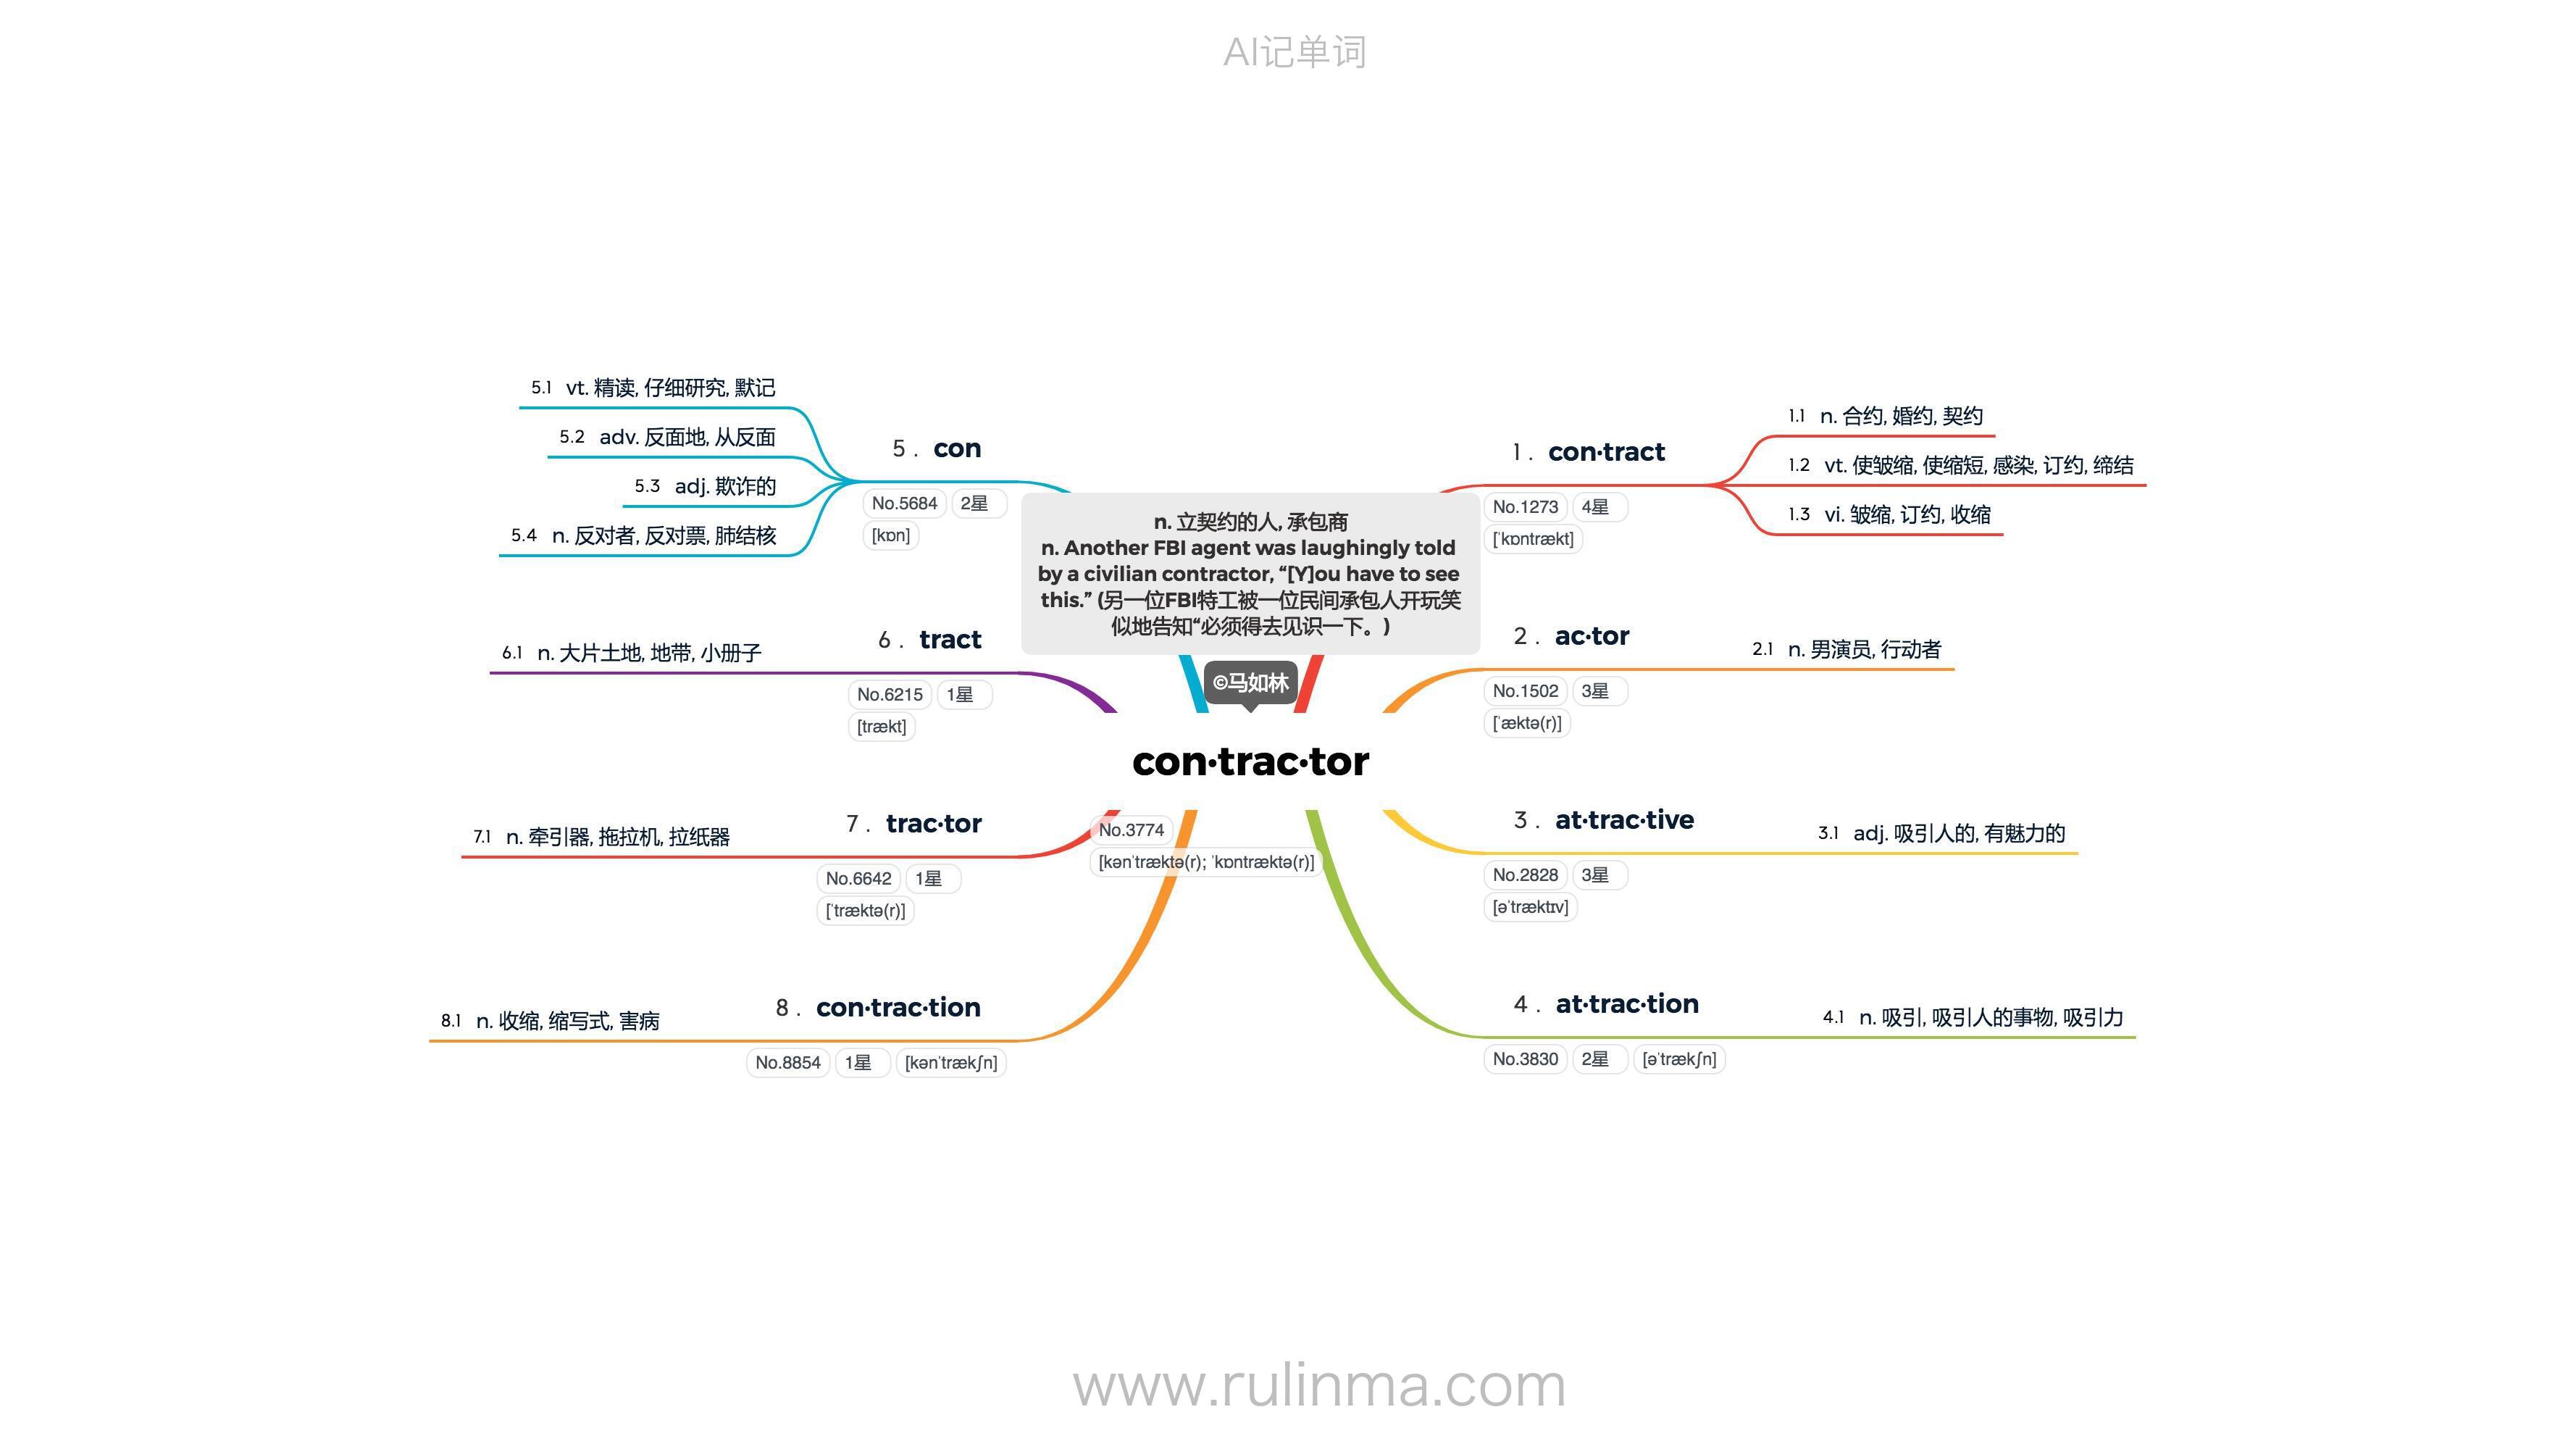 AI记单词
5.1 vt. 精读, 仔细研究, 默记
5.2 adv. 反面地, 从反面
5.3 adj. 欺诈的
5.4 n. 反对者, 反对票, 肺结核
5 . con
No.5684 2星
[kɒn]
6.1 n. 大片土地, 地带, 小册子
6 . tract
No.6215 1星
[trækt]
7.1 n. 牵引器, 拖拉机, 拉纸器
7 . trac·tor
No.6642 1星
[ˈtræktə(r)]
8.1 n. 收缩, 缩写式, 害病
8 . con·trac·tion
No.8854 1星 [kənˈtrækʃn]
n. 立契约的人, 承包商
n. Another FBI agent was laughingly told
by a civilian contractor, “[Y]ou have to see
this.” (另一位FBI特工被一位民间承包人开玩笑
似地告知“必须得去见识一下。)
©马如林
con·trac·tor
No.3774
[kənˈtræktə(r); ˈkɒntræktə(r)]
1 . con·tract
No.1273 4星
[ˈkɒntrækt]
1.1 n. 合约, 婚约, 契约
1.2 vt. 使皱缩, 使缩短, 感染, 订约, 缔结
1.3 vi. 皱缩, 订约, 收缩
2 . ac·tor
No.1502 3星
[ˈæktə(r)]
2.1 n. 男演员, 行动者
3 . at·trac·tive
No.2828 3星
[əˈtræktɪv]
3.1 adj. 吸引人的, 有魅力的
4 . at·trac·tion
No.3830 2星 [əˈtrækʃn]
4.1 n. 吸引, 吸引人的事物, 吸引力
www.rulinma.com